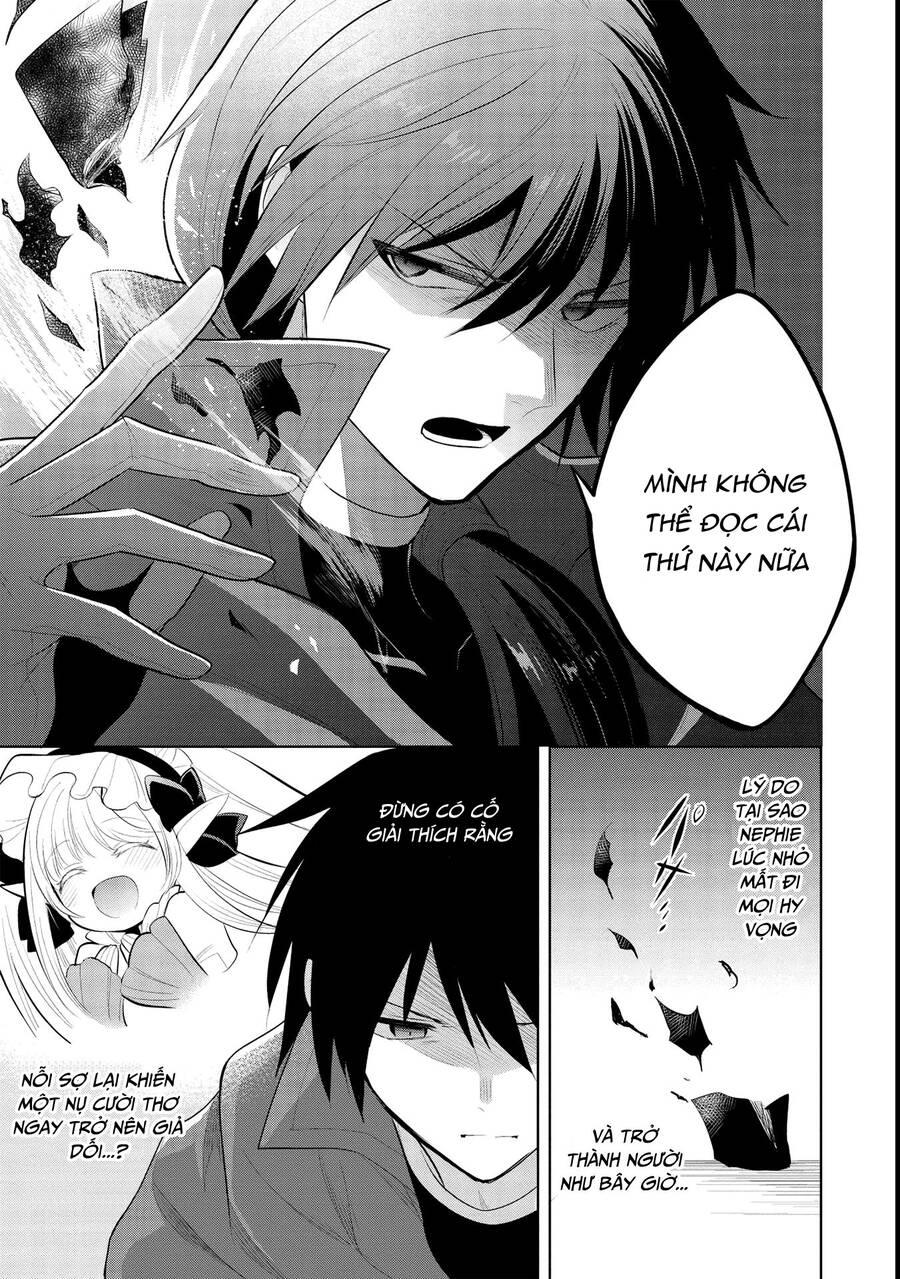 MÌNH KHÔNG
THỂ ĐỌC CÁI
THỨ NÀY NỮA
LÝ DO
TẠI SAO
NEPHIE
LÚC NHỎ
MẤT ĐI
MỌI HY
VỌNG
VÀ TRỞ
THÀNH NGƯỜI
NHƯ BÂY GIỜ...
ĐỪNG CÓ CỐ
GIẢI THÍCH RẰNG
NỖI SỢ LẠI KHIẾN
MỘT NỤ CƯỜI THƠ
NGAY TRỞ NÊN GIẢ
DỐI...?